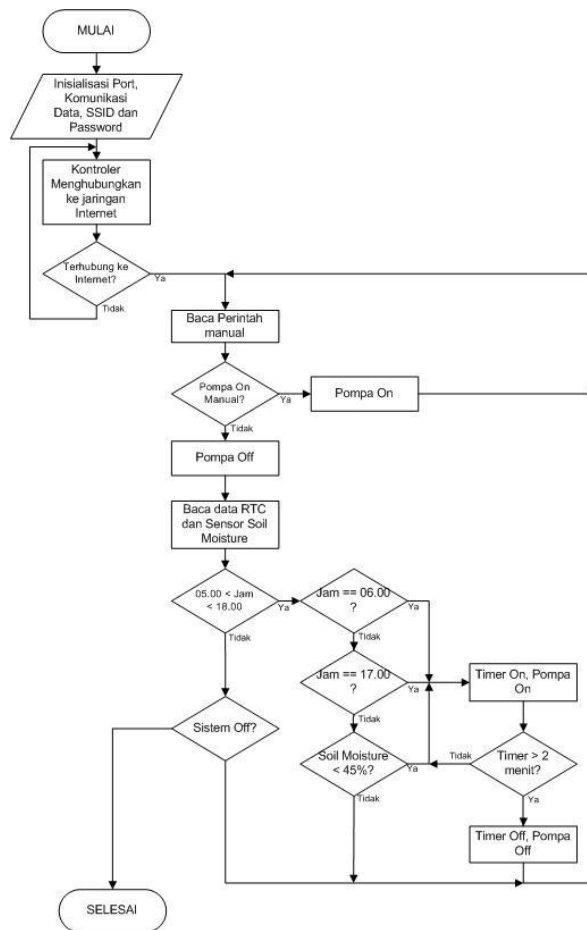 MULAI
Inisialisasi Port,
Komunikasi
Data, SSID dan
Password
Kontroler
Menghubungkan
ke jaringan
Internet
Terhubung ke
Internet?
Ya
Tidak
Baca Perintah
manual
Pompa On
Manual?
Ya
Pompa On
Tidak
Pompa Off
Baca data RTC
dan Sensor Soil
Moisture
05.00 < Jam
< 18.00
Ya
Tidak
Jam == 06.00
?
Ya
Tidak
Jam == 17.00
?
Ya
Tidak
Timer On, Pompa
On
Sistem Off?
Soil Moisture
< 45%?
Ya
Tidak
Timer > 2
menit?
Tidak
Ya
Timer Off, Pompa
Off
SELESAI